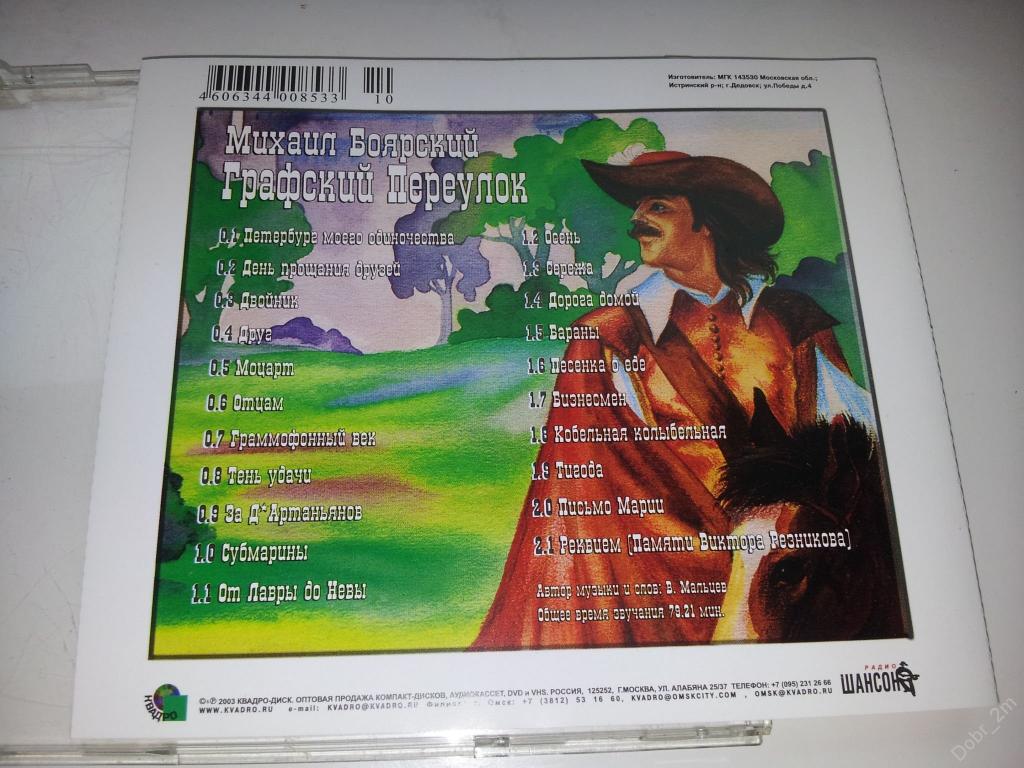 4 606344 008533 10
Изготовитель: МГК 143530 Московская обл.;
Истринский р-н; г.Дедовск; ул.Победы д.4
Михаил Боярский
Графский Переулок
0.1 Петербург моего одиночества
0.2 День прощания друзей
0.3 Двойник
0.4 Друг
0.5 Моцарт
0.6 Отцам
0.7 Граммофонный век
0.8 Тень удачи
0.9 За Д*Артаньянов
1.0 Субмарины
1.1 От Лавры до Невы
1.2 Осень
1.3 Сережа
1.4 Дорога домой
1.5 Бараны
1.6 Песенка о еде
1.7 Бизнесмен
1.8 Кобельная колыбельная
1.9 Тигода
2.0 Письмо Марии
2.1 Реквием (Памяти Виктора Резникова)
Автор музыки и слов: В. Мальцев
Общее время звучания 79.21 мин.
КВАДРО
©℗ 2003 КВАДРО-ДИСК. ОПТОВАЯ ПРОДАЖА КОМПАКТ-ДИСКОВ, АУДИОКАССЕТ, DVD и VHS. РОССИЯ, 125252, Г.МОСКВА, УЛ. АЛАБЯНА 25/37 ТЕЛЕФОН: +7 (095) 231 26 66
WWW.KVADRO.RU e-mail: KVADRO@KVADRO.RU Филиал г. Омск: +7 (3812) 53 16 60, KVADRO@OMSKCITY.COM , OMSK@KVADRO.RU
РАДИО
ШАНСОН
Dobr_2m